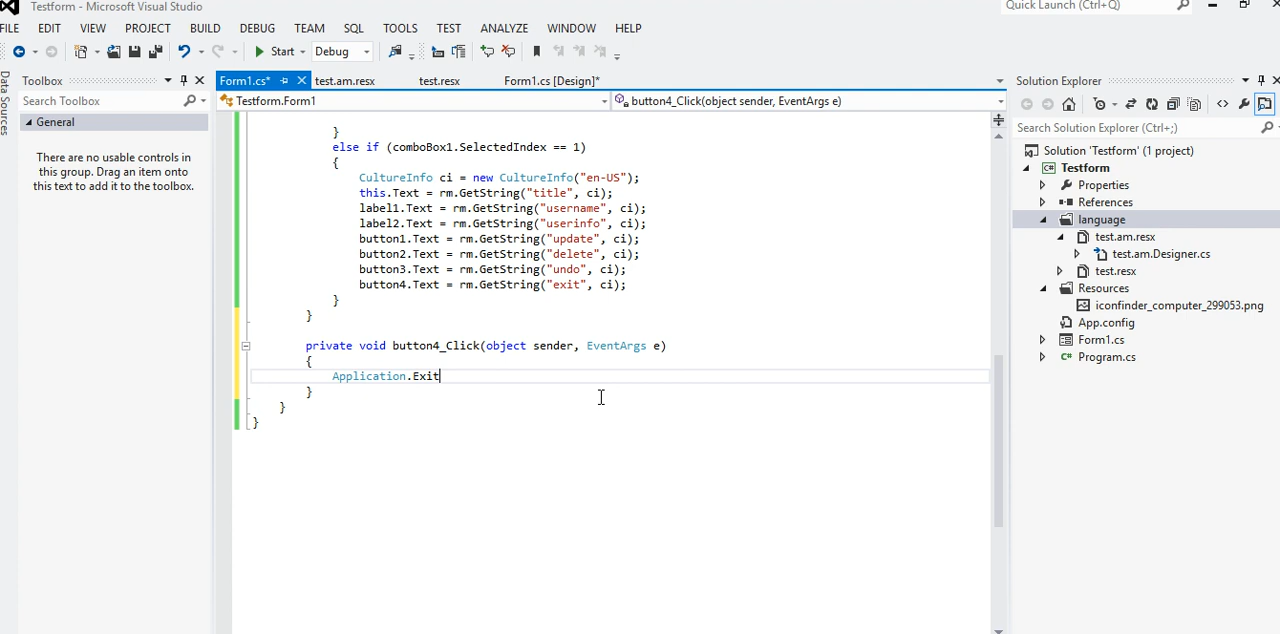 Testform - Microsoft Visual Studio
Quick Launch (Ctrl+Q)
FILE EDIT VIEW PROJECT BUILD DEBUG TEAM SQL TOOLS TEST ANALYZE WINDOW HELP
Start Debug
Data Sources
Toolbox
Search Toolbox
General
There are no usable controls in
this group. Drag an item onto
this text to add it to the toolbox.
Form1.cs* test.am.resx test.resx Form1.cs [Design]*
Testform.Form1 button4_Click(object sender, EventArgs e)
}
else if (comboBox1.SelectedIndex == 1)
{
CultureInfo ci = new CultureInfo("en-US");
this.Text = rm.GetString("title", ci);
label1.Text = rm.GetString("username", ci);
label2.Text = rm.GetString("userinfo", ci);
button1.Text = rm.GetString("update", ci);
button2.Text = rm.GetString("delete", ci);
button3.Text = rm.GetString("undo", ci);
button4.Text = rm.GetString("exit", ci);
}
}
private void button4_Click(object sender, EventArgs e)
{
Application.Exit
}
}
}
Solution Explorer
Search Solution Explorer (Ctrl+;)
Solution 'Testform' (1 project)
Testform
Properties
References
language
test.am.resx
test.am.Designer.cs
test.resx
Resources
iconfinder_computer_299053.png
App.config
Form1.cs
Program.cs